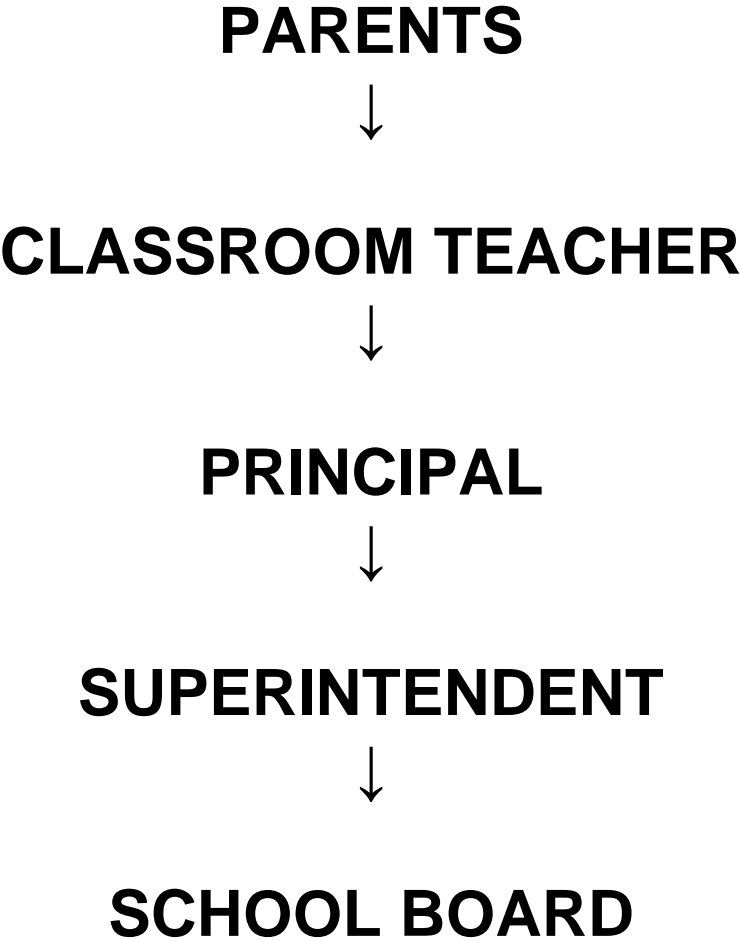 PARENTS
↓
CLASSROOM TEACHER
↓
PRINCIPAL
↓
SUPERINTENDENT
↓
SCHOOL BOARD